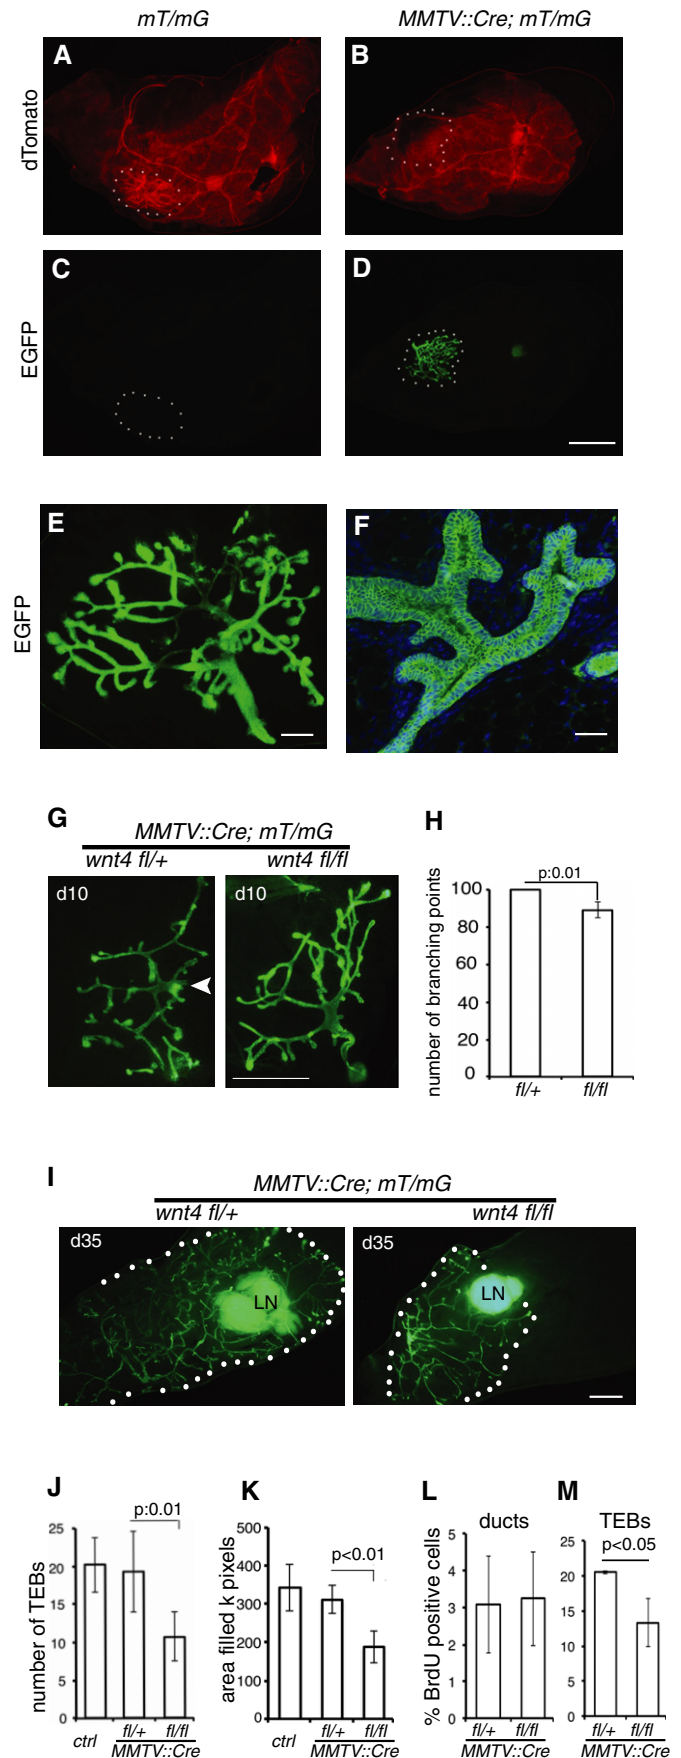 mT/mG
MMTV::Cre; mT/mG
dTomato
A
B
EGFP
C
D
EGFP
E
F
G
MMTV::Cre; mT/mG
wnt4 fl/+
wnt4 fl/fl
d10
d10
H
p:0.01
number of branching points
100
80
60
40
20
0
fl/+
fl/fl
I
MMTV::Cre; mT/mG
wnt4 fl/+
wnt4 fl/fl
d35
LN
d35
LN
J
p:0.01
number of TEBs
25
20
15
10
5
0
ctrl
fl/+
fl/fl
MMTV::Cre
K
p<0.01
area filled k pixels
500
400
300
200
100
0
ctrl
fl/+
fl/fl
MMTV::Cre
L
ducts
% BrdU positive cells
5
4
3
2
1
0
fl/+
fl/fl
MMTV::Cre
M
TEBs
p<0.05
25
20
15
10
5
0
fl/+
fl/fl
MMTV::Cre